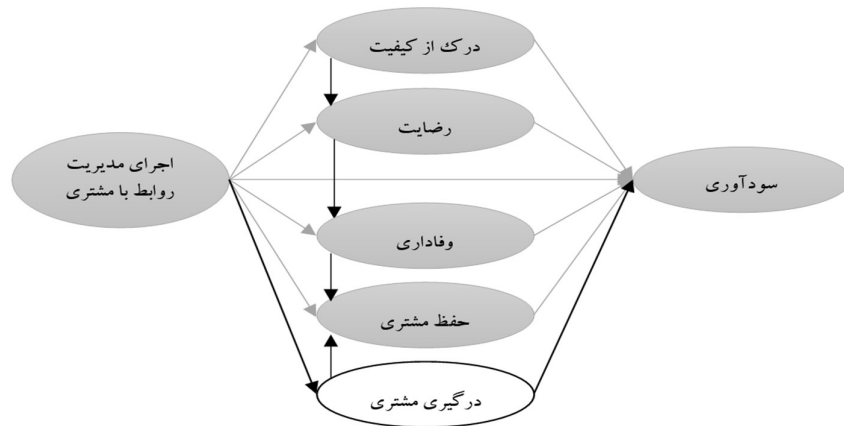 درک از کیفیت
رضایت
اجرای مدیریت
روابط با مشتری
سودآوری
وفاداری
حفظ مشتری
درگیری مشتری